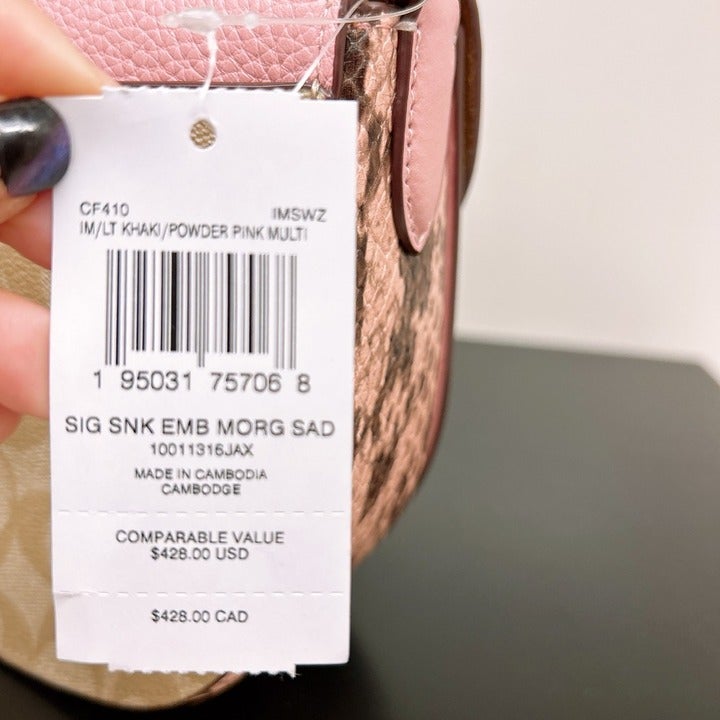 CF410 IMSWZ
IM/LT KHAKI/POWDER PINK MULTI
1 95031 75706 8
SIG SNK EMB MORG SAD
10011316JAX
MADE IN CAMBODIA
CAMBODGE
COMPARABLE VALUE
$428.00 USD
$428.00 CAD